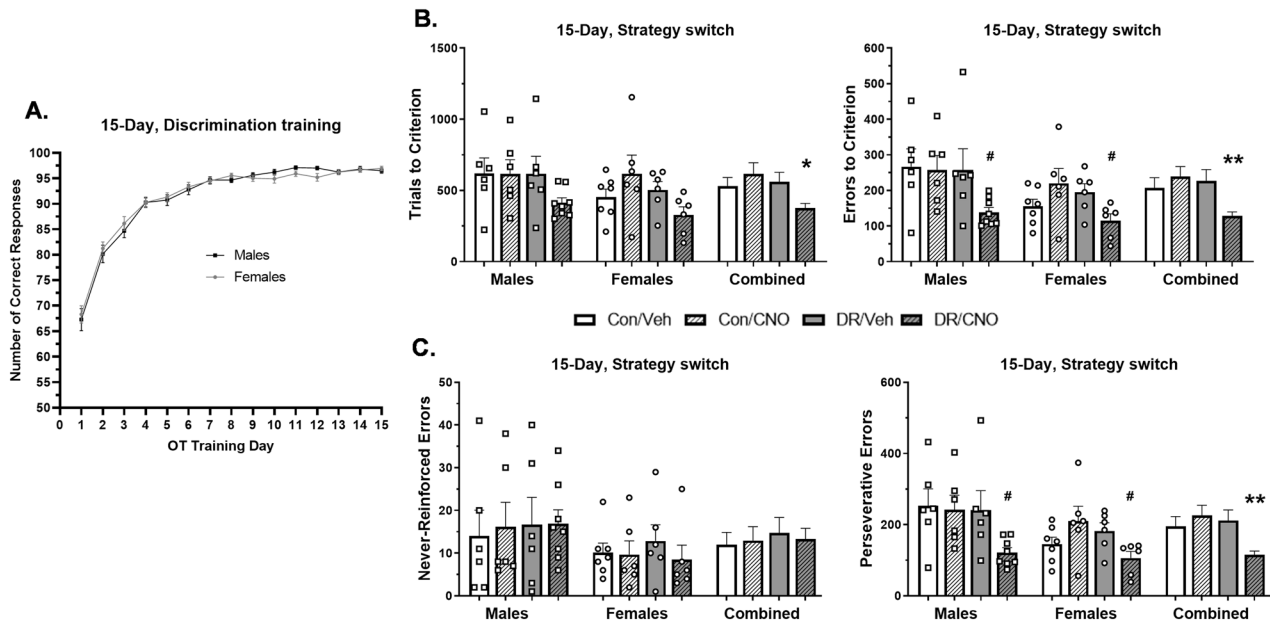 A.
15-Day, Discrimination training
Number of Correct Responses
100
95
90
85
80
75
70
65
60
55
50
0 1 2 3 4 5 6 7 8 9 10 11 12 13 14 15
OT Training Day
Males
Females
B.
15-Day, Strategy switch
Trials to Criterion
1500
1000
500
0
*
Males Females Combined
15-Day, Strategy switch
Errors to Criterion
600
500
400
300
200
100
0
# # **
Males Females Combined
Con/Veh Con/CNO DR/Veh DR/CNO
C.
15-Day, Strategy switch
Never-Reinforced Errors
50
40
30
20
10
0
Males Females Combined
15-Day, Strategy switch
Perseverative Errors
600
400
200
0
# # **
Males Females Combined